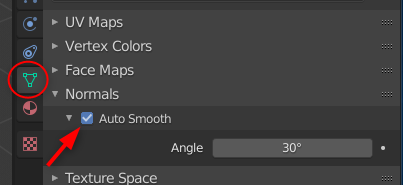 UV Maps
Vertex Colors
Face Maps
Normals
Auto Smooth
Angle 30°
Texture Space